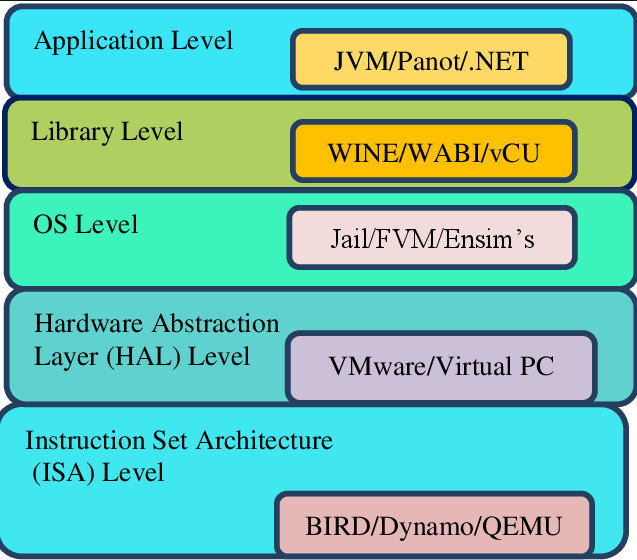 Application Level
JVM/Panot/.NET
Library Level
WINE/WABI/vCU
OS Level
Jail/FVM/Ensim’s
Hardware Abstraction
Layer (HAL) Level
VMware/Virtual PC
Instruction Set Architecture
(ISA) Level
BIRD/Dynamo/QEMU